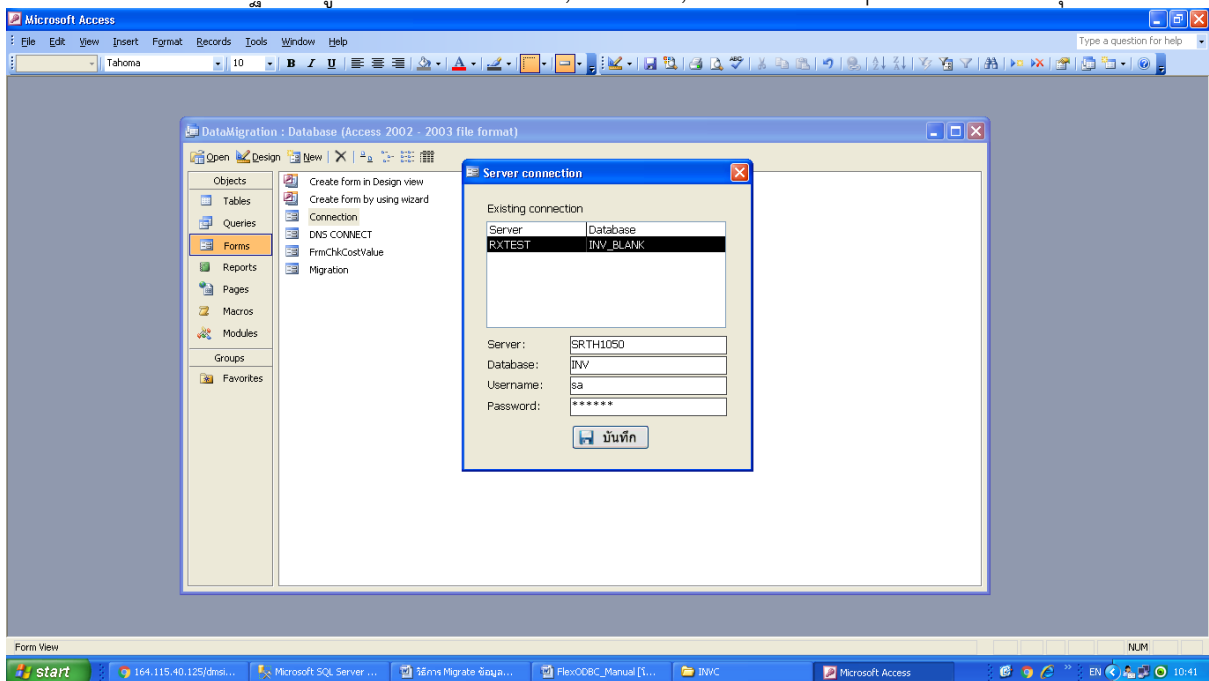 Microsoft Access
File Edit View Insert Format Records Tools Window Help
Type a question for help
Tahoma 10 B I U
DataMigration : Database (Access 2002 - 2003 file format)
Open Design New
Objects
Tables
Queries
Forms
Reports
Pages
Macros
Modules
Groups
Favorites
Create form in Design view
Create form by using wizard
Connection
DNS CONNECT
FrmChkCostValue
Migration
Server connection
Existing connection
Server Database
RXTEST INV_BLANK
Server: SRTH1050
Database: INV
Username: sa
Password: ******
บันทึก
Form View
NUM
start 164.115.40.125/dmsi... Microsoft SQL Server ... วิธีการ Migrate ข้อมูล... FlexODBC_Manual [โ... INVC Microsoft Access EN 10:41